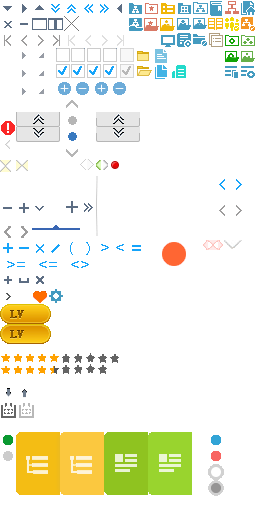 + − × / ( ) > < =
>= <= <>
LV
LV